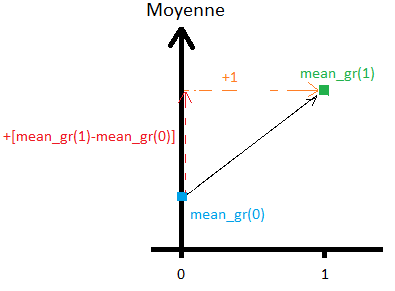 Moyenne
+1
mean_gr(1)
+[mean_gr(1)-mean_gr(0)]
mean_gr(0)
0
1